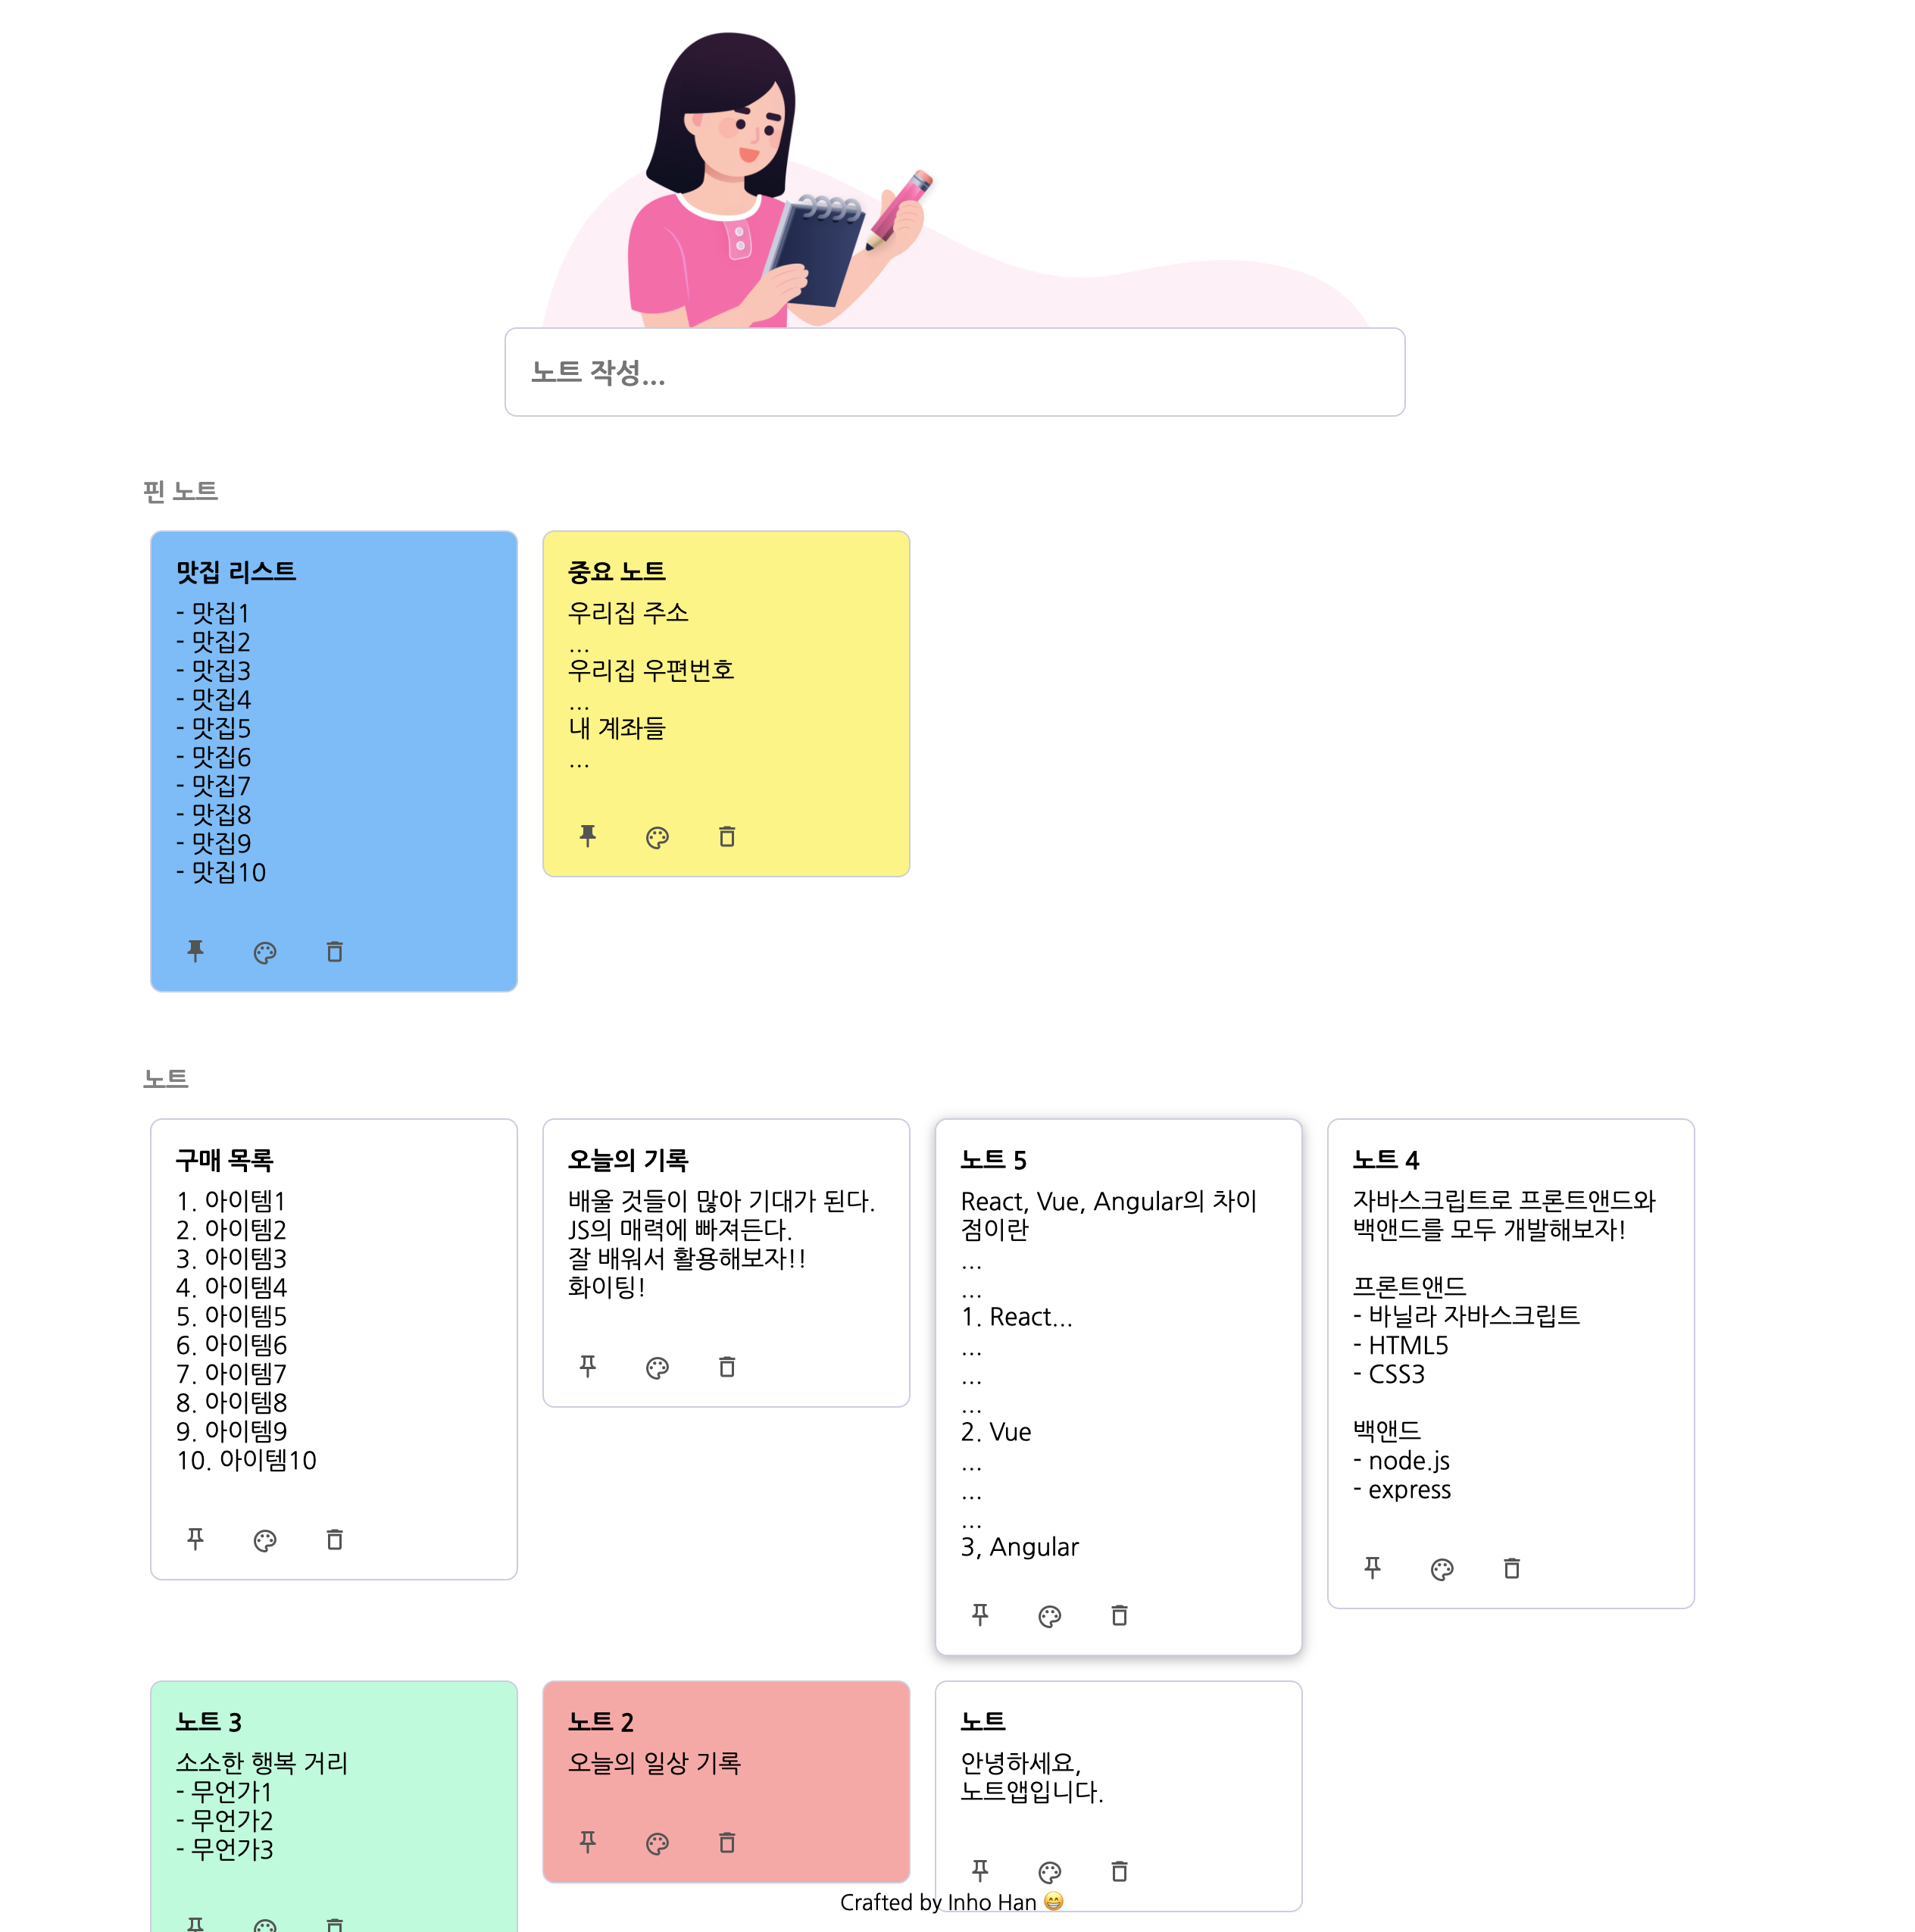 노트 작성...
핀 노트
맛집 리스트
- 맛집1
- 맛집2
- 맛집3
- 맛집4
- 맛집5
- 맛집6
- 맛집7
- 맛집8
- 맛집9
- 맛집10
중요 노트
우리집 주소
...
우리집 우편번호
...
내 계좌들
...
노트
구매 목록
1. 아이템1
2. 아이템2
3. 아이템3
4. 아이템4
5. 아이템5
6. 아이템6
7. 아이템7
8. 아이템8
9. 아이템9
10. 아이템10
오늘의 기록
배울 것들이 많아 기대가 된다.
JS의 매력에 빠져든다.
잘 배워서 활용해보자!!
화이팅!
노트 5
React, Vue, Angular의 차이
점이란
...
...
1. React...
...
...
...
2. Vue
...
...
...
3, Angular
노트 4
자바스크립트로 프론트앤드와
백앤드를 모두 개발해보자!
프론트앤드
- 바닐라 자바스크립트
- HTML5
- CSS3
백앤드
- node.js
- express
노트 3
소소한 행복 거리
- 무언가1
- 무언가2
- 무언가3
노트 2
오늘의 일상 기록
노트
안녕하세요,
노트앱입니다.
Crafted by Inho Han 😁